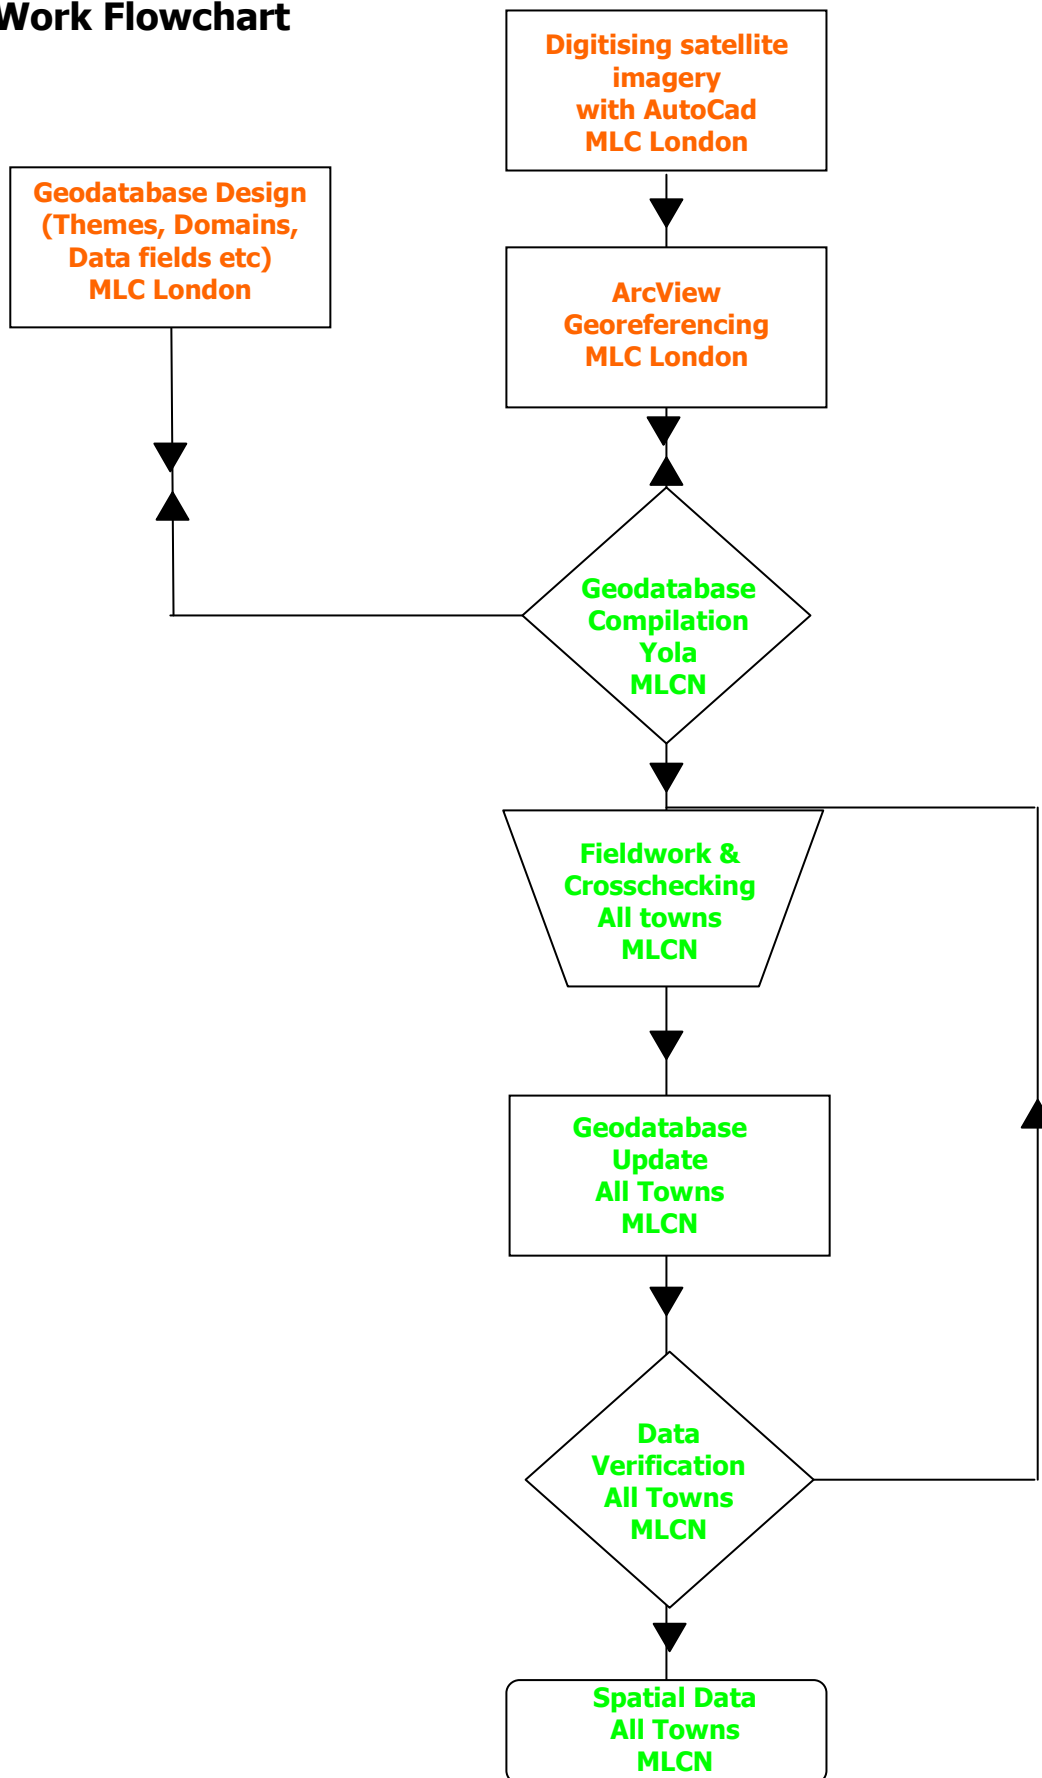 Work Flowchart
Digitising satellite
imagery
with AutoCad
MLC London
Geodatabase Design
(Themes, Domains,
Data fields etc)
MLC London
ArcView
Georeferencing
MLC London
Geodatabase
Compilation
Yola
MLCN
Fieldwork &
Crosschecking
All towns
MLCN
Geodatabase
Update
All Towns
MLCN
Data
Verification
All Towns
MLCN
Spatial Data
All Towns
MLCN